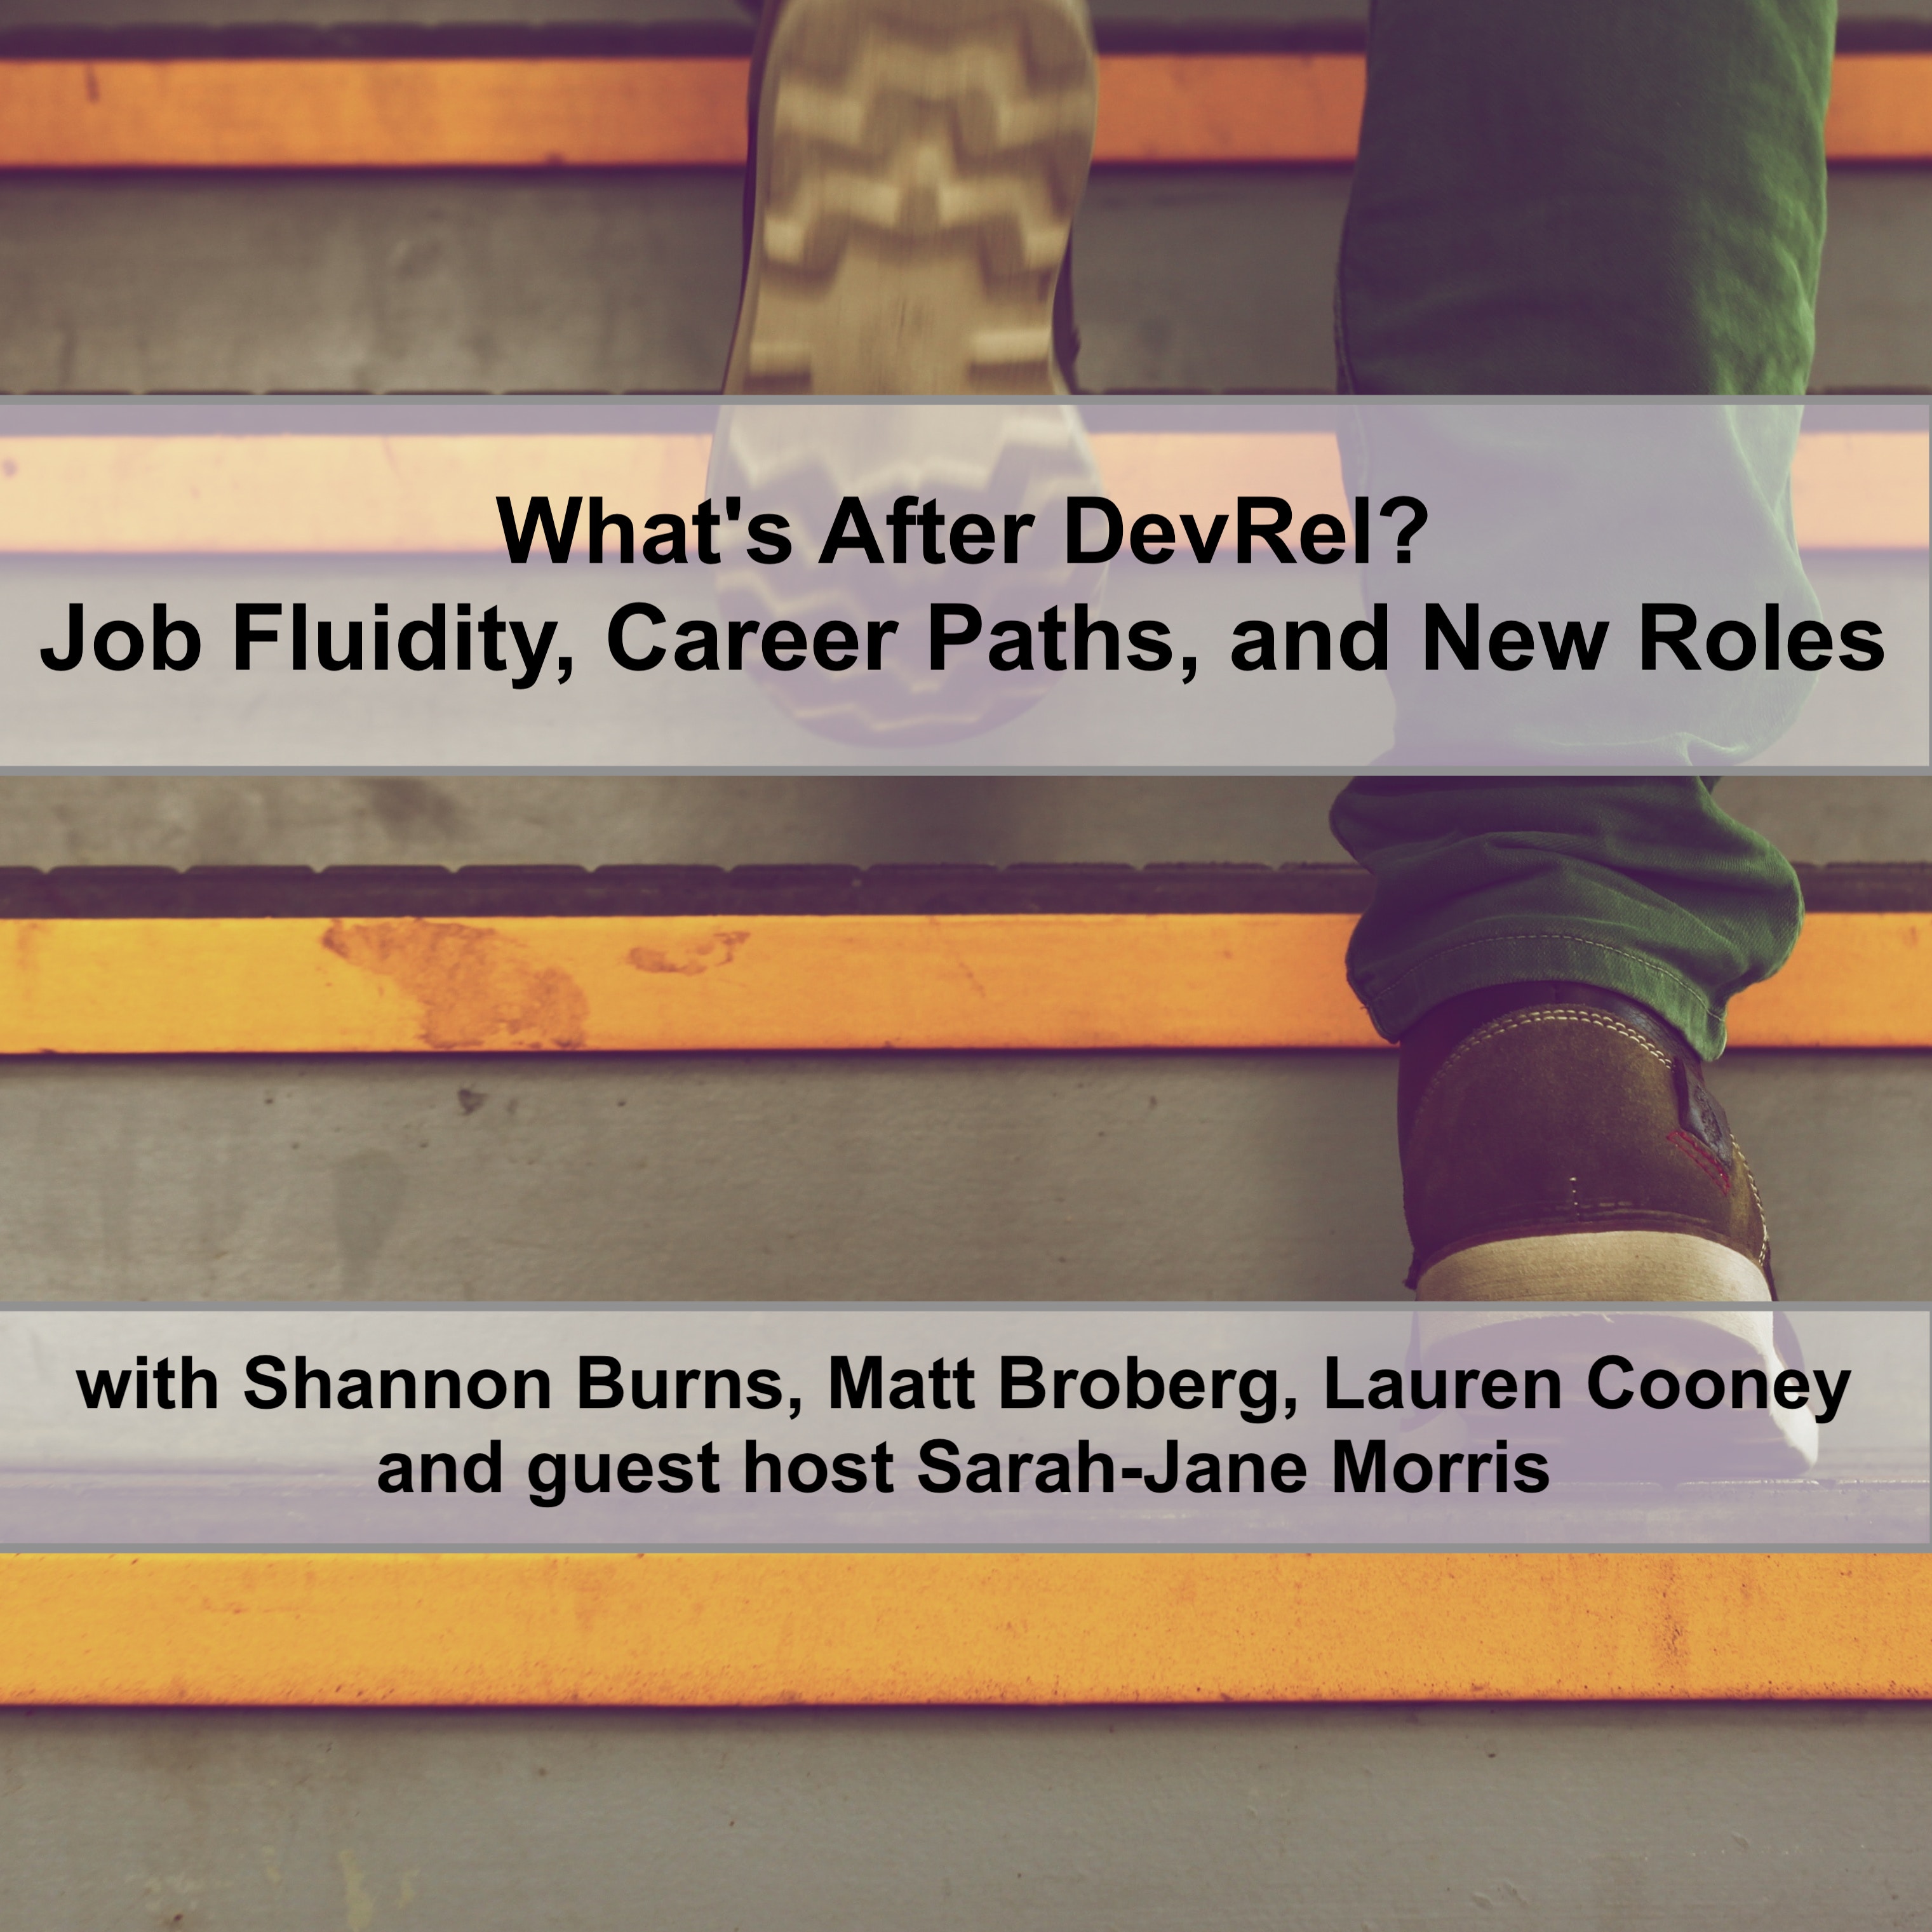 What's After DevRel?
Job Fluidity, Career Paths, and New Roles
with Shannon Burns, Matt Broberg, Lauren Cooney
and guest host Sarah-Jane Morris